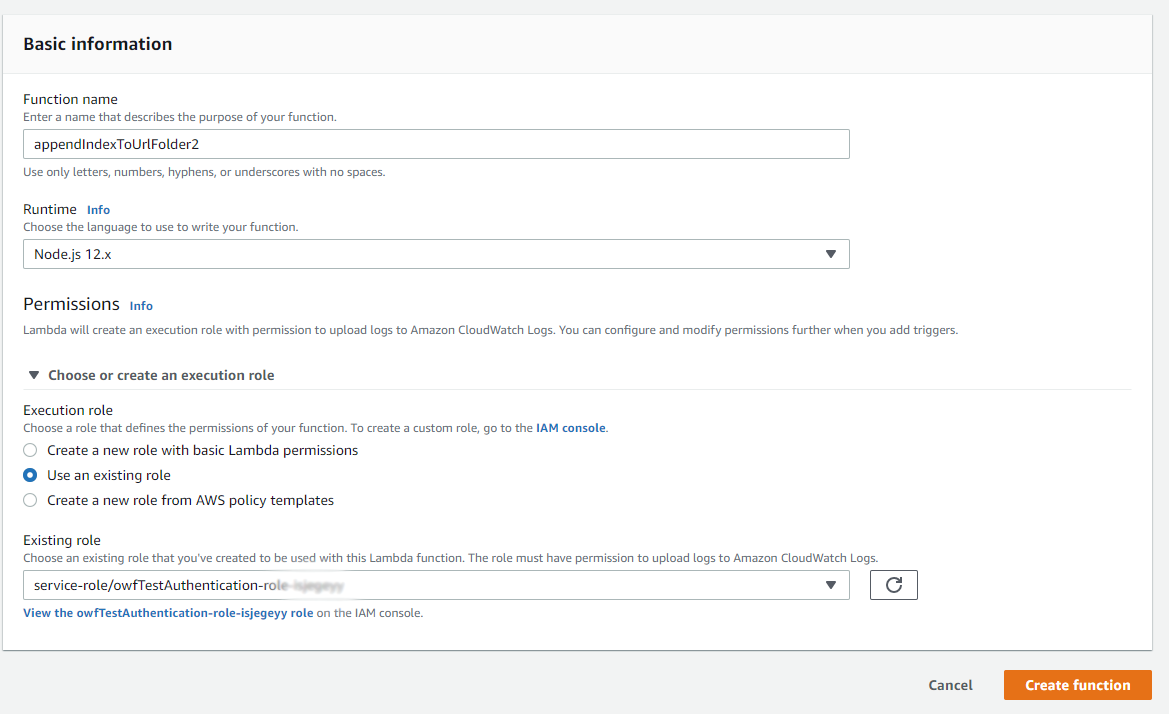 Basic information
Function name
Enter a name that describes the purpose of your function.
appendIndexToUrlFolder2
Use only letters, numbers, hyphens, or underscores with no spaces.
Runtime Info
Choose the language to use to write your function.
Node.js 12.x
Permissions Info
Lambda will create an execution role with permission to upload logs to Amazon CloudWatch Logs. You can configure and modify permissions further when you add triggers.
Choose or create an execution role
Execution role
Choose a role that defines the permissions of your function. To create a custom role, go to the IAM console.
Create a new role with basic Lambda permissions
Use an existing role
Create a new role from AWS policy templates
Existing role
Choose an existing role that you've created to be used with this Lambda function. The role must have permission to upload logs to Amazon CloudWatch Logs.
service-role/owfTestAuthentication-role-isjegeyy
View the owfTestAuthentication-role-isjegeyy role on the IAM console.
Cancel
Create function